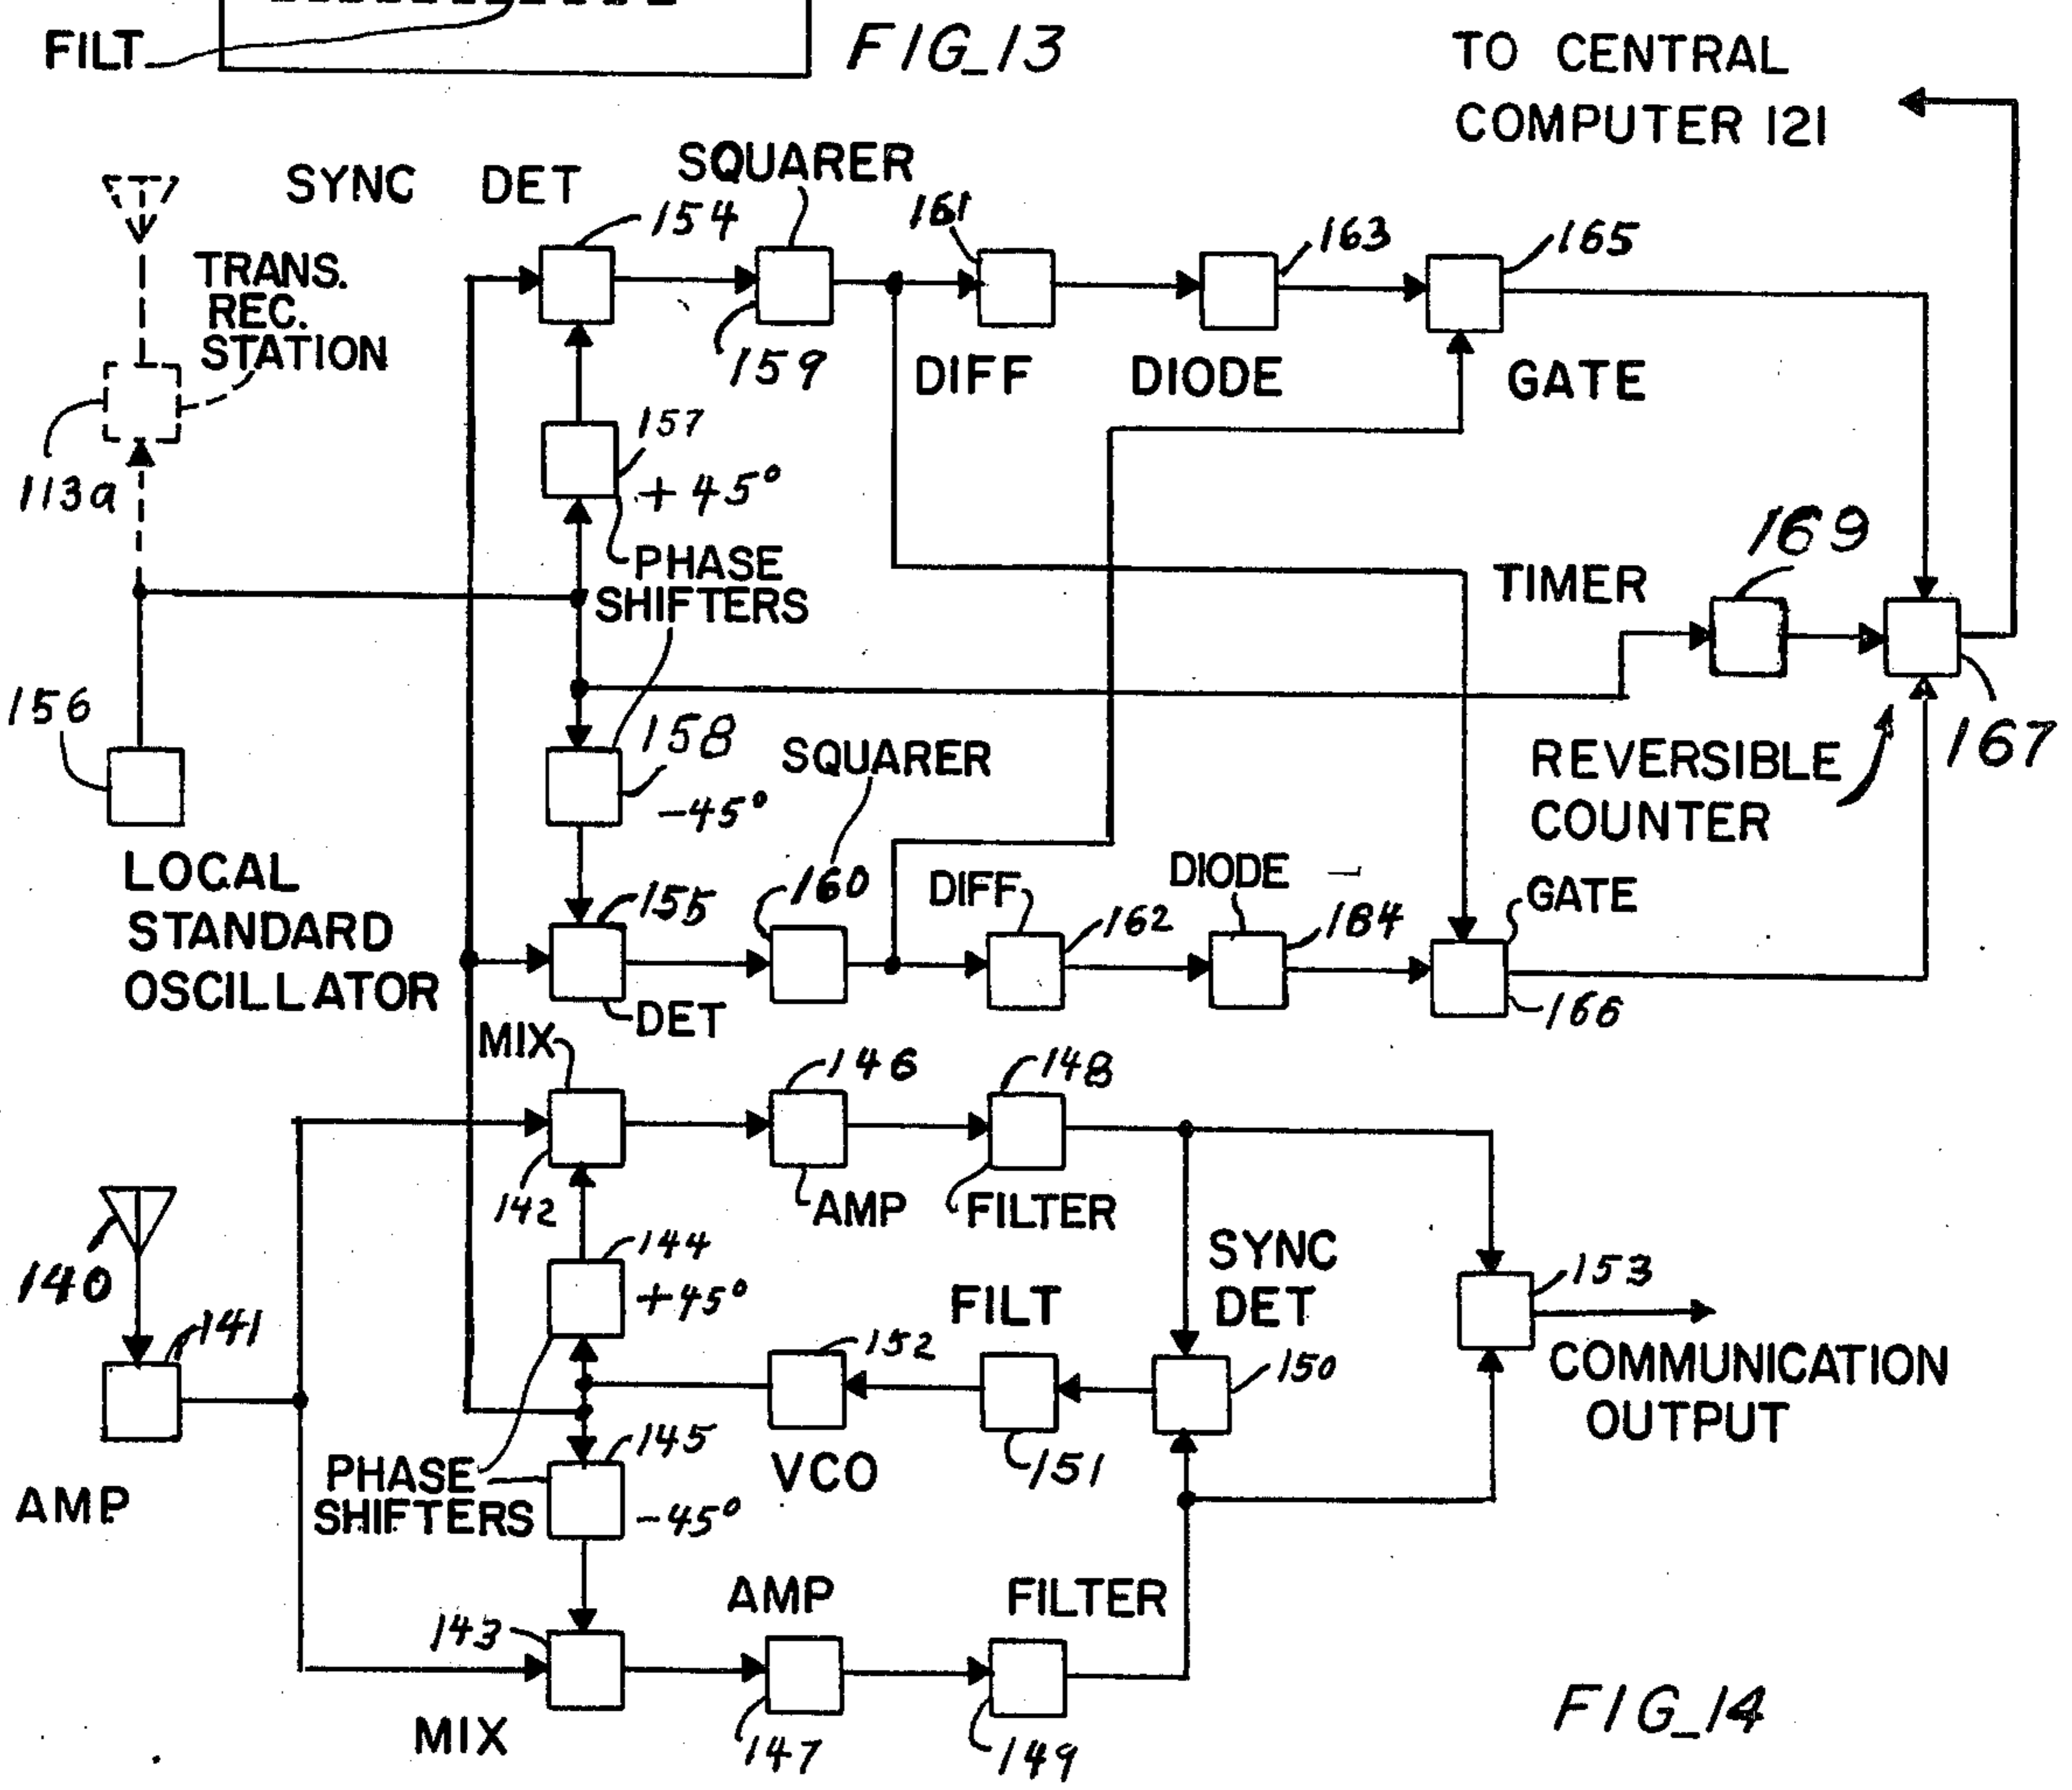 FILT
FIG_13
TO CENTRAL
COMPUTER 121
SYNC DET
SQUARER
154
161
163
165
TRANS.
REC.
STATION
159
DIFF
DIODE
GATE
157
+45°
113a
PHASE
SHIFTERS
169
TIMER
156
158
-45°
SQUARER
REVERSIBLE
COUNTER
167
LOCAL
STANDARD
OSCILLATOR
155
160
DIFF
162
DIODE
184
GATE
166
DET
MIX
146
148
142
AMP
FILTER
140
144
+45°
SYNC
DET
153
141
FILT
152
150
COMMUNICATION
OUTPUT
145
VCO
151
AMP
PHASE
SHIFTERS
-45°
AMP
FILTER
143
MIX
147
149
FIG_14